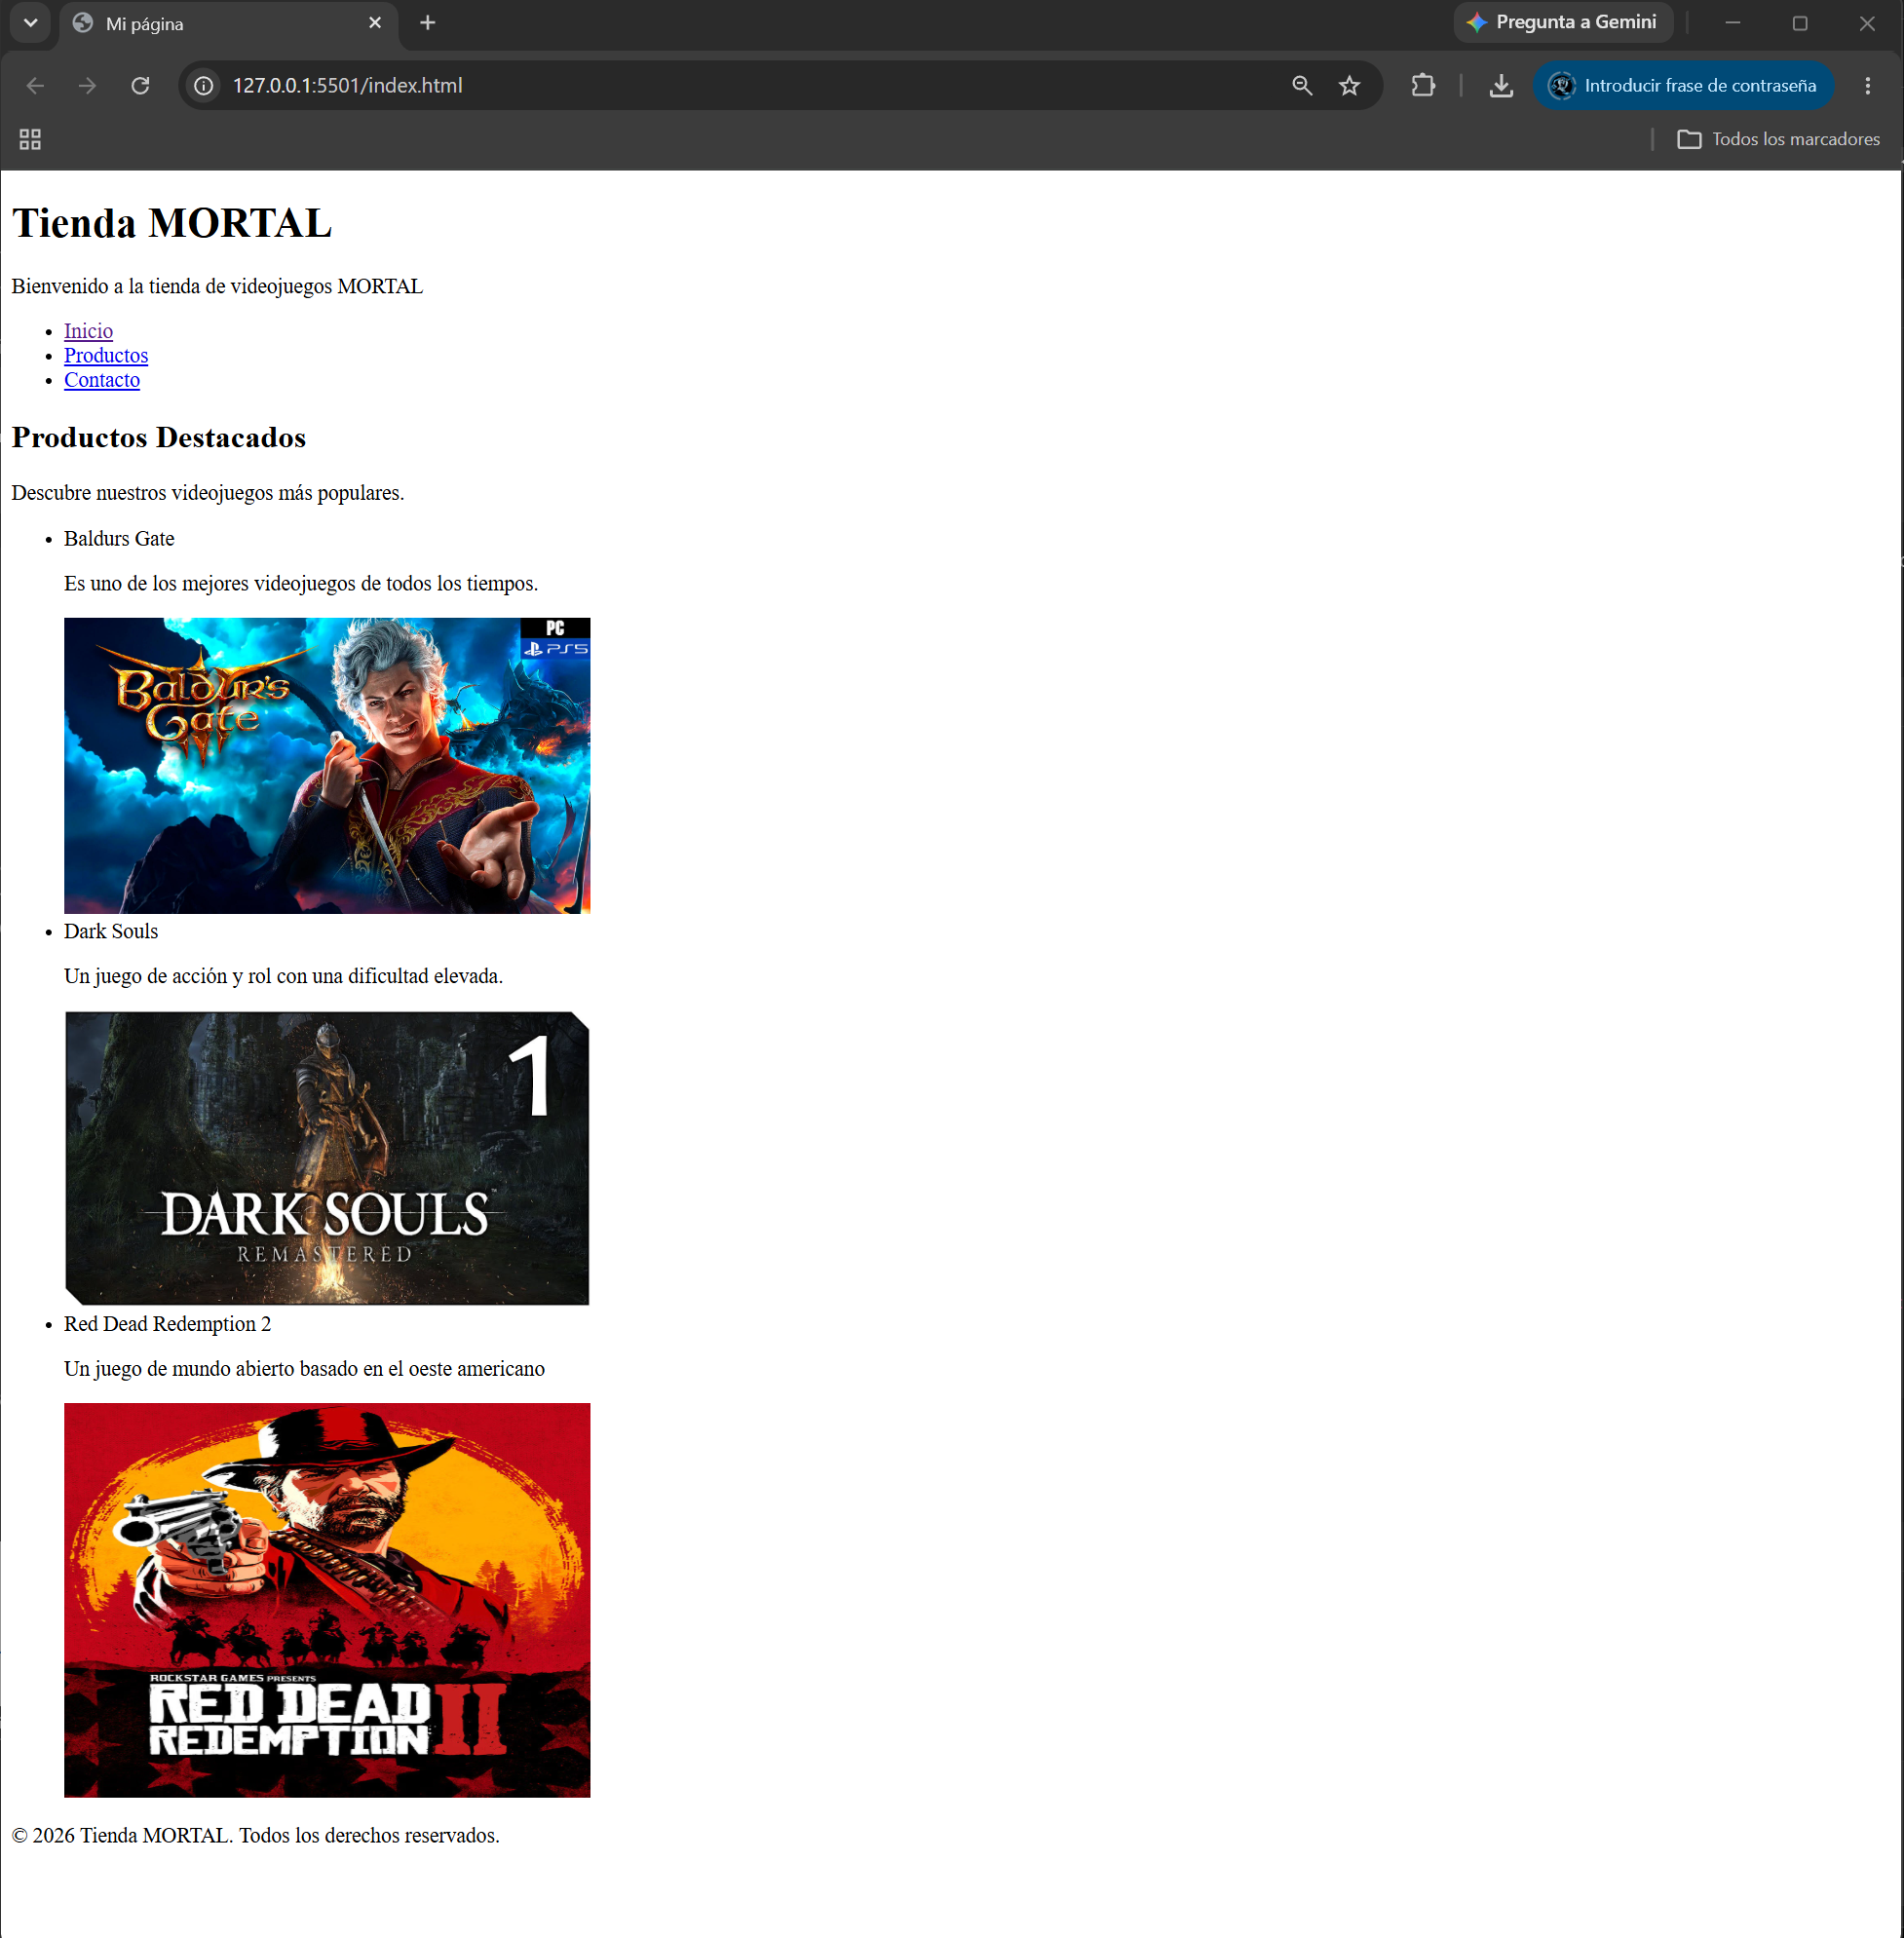 Mi página
Pregunta a Gemini
127.0.0.1:5501/index.html
Introducir frase de contraseña
Todos los marcadores
Tienda MORTAL
Bienvenido a la tienda de videojuegos MORTAL
Inicio
Productos
Contacto
Productos Destacados
Descubre nuestros videojuegos más populares.
Baldurs Gate
Es uno de los mejores videojuegos de todos los tiempos.
PC
PS5
BALDUR'S
GATE
III
Dark Souls
Un juego de acción y rol con una dificultad elevada.
1
DARK SOULS™
REMASTERED
Red Dead Redemption 2
Un juego de mundo abierto basado en el oeste americano
ROCKSTAR GAMES PRESENTS
RED DEAD
REDEMPTION II
© 2026 Tienda MORTAL. Todos los derechos reservados.